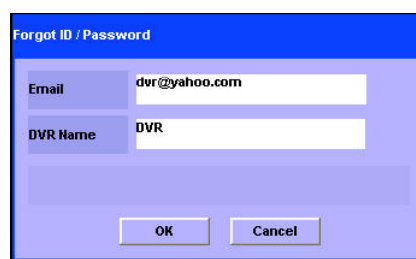 Forgot ID / Password
Email dvr@yahoo.com
DVR Name DVR
OK Cancel